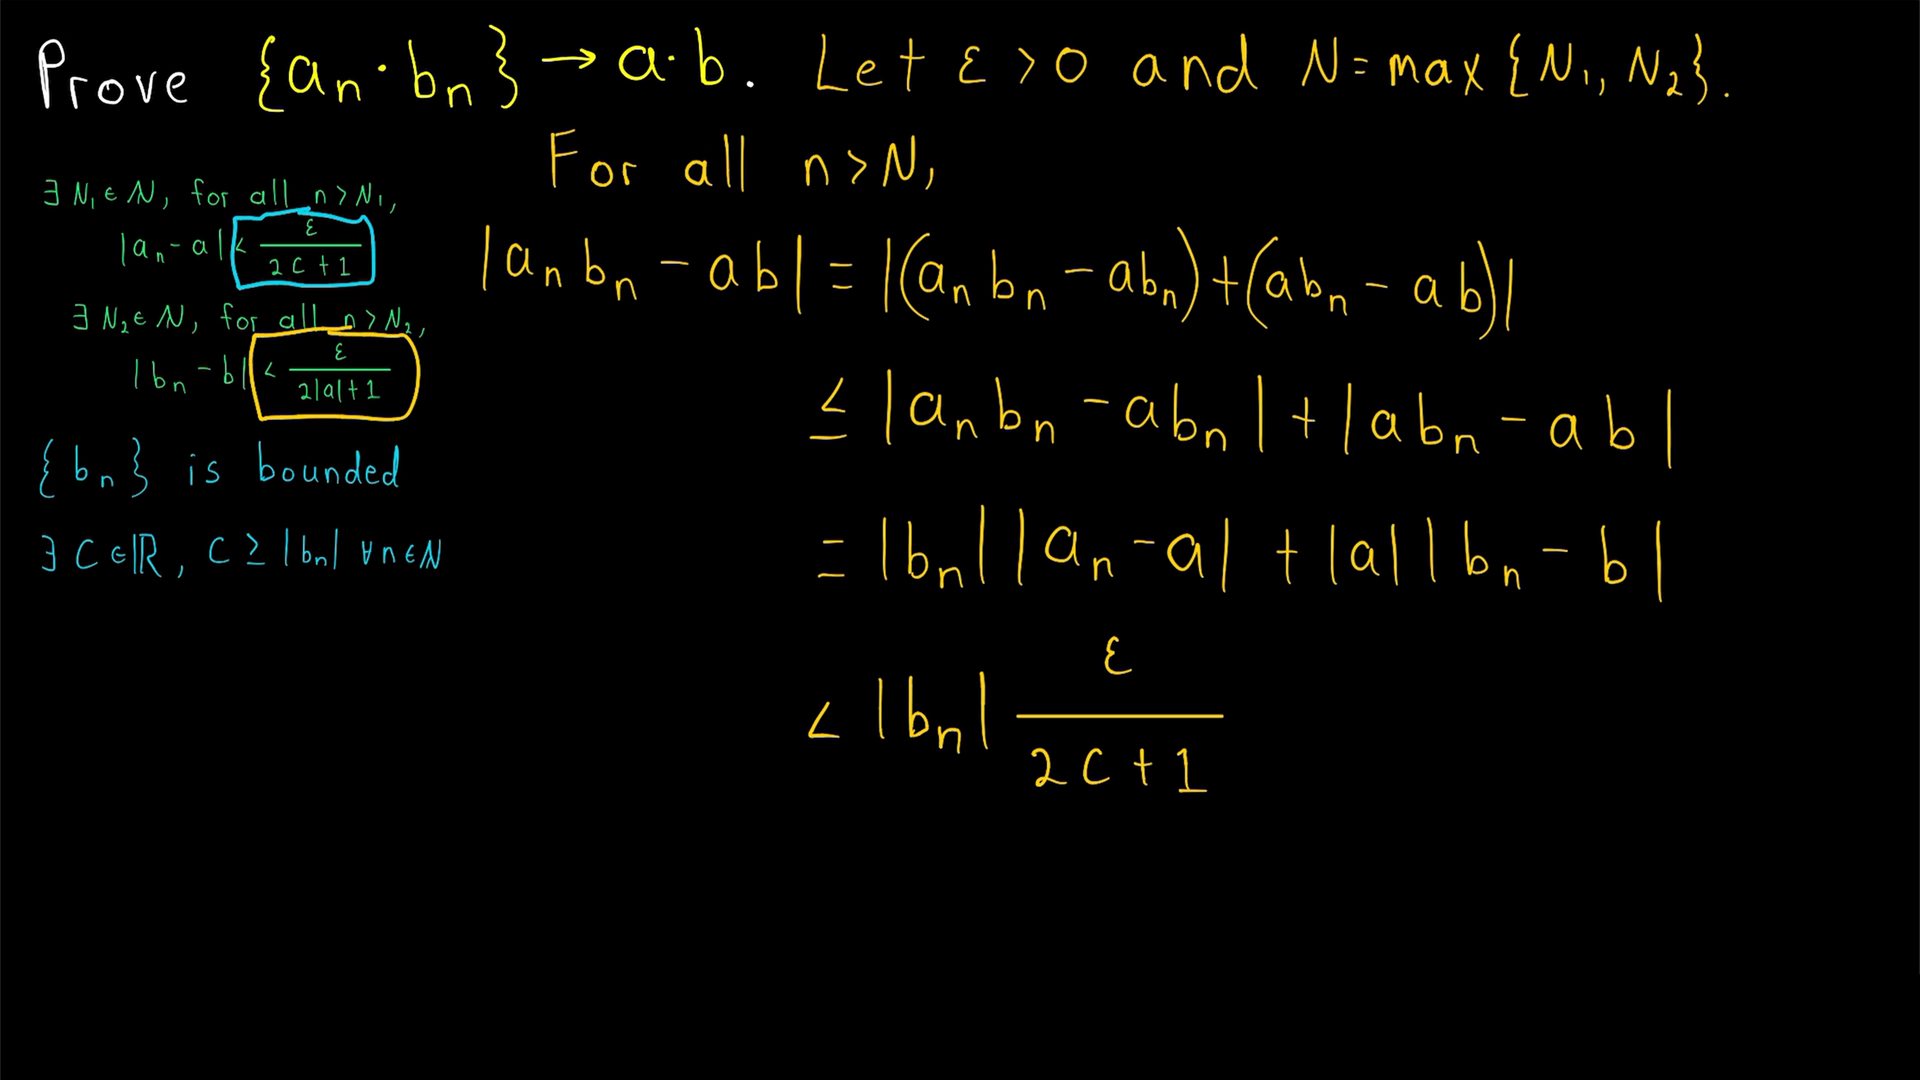 Prove {aₙ · bₙ} → a · b. Let ε > 0 and N = max {N₁, N₂}.
For all n > N,
∃ N₁ ∈ ℕ, for all n > N₁,
|aₙ - a| < ε / (2C + 1)
∃ N₂ ∈ ℕ, for all n > N₂,
|bₙ - b| < ε / (2|a| + 1)
{bₙ} is bounded
∃ C ∈ ℝ, C ≥ |bₙ| ∀ n ∈ ℕ
|aₙbₙ - ab| = |(aₙbₙ - abₙ) + (abₙ - ab)|
≤ |aₙbₙ - abₙ| + |abₙ - ab|
= |bₙ| |aₙ - a| + |a| |bₙ - b|
< |bₙ| ε / (2C + 1)